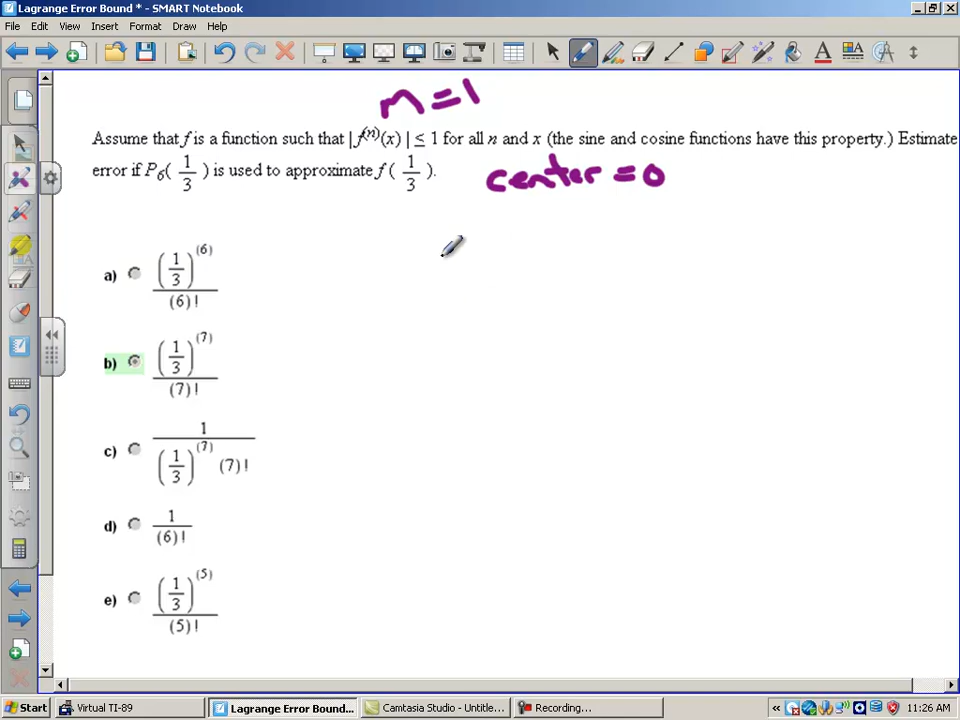 Lagrange Error Bound * - SMART Notebook
File Edit View Insert Format Draw Help
m=1
Assume that f is a function such that | f^(n)(x) | ≤ 1 for all n and x (the sine and cosine functions have this property.) Estimate
error if P₆( 1/3 ) is used to approximate f ( 1/3 ).
center = 0
a) (1/3)^(6) / (6)!
b) (1/3)^(7) / (7)!
c) 1 / (1/3)^(7) (7)!
d) 1 / (6)!
e) (1/3)^(5) / (5)!
Start Virtual TI-89 Lagrange Error Bound... Camtasia Studio - Untitle... Recording... 11:26 AM